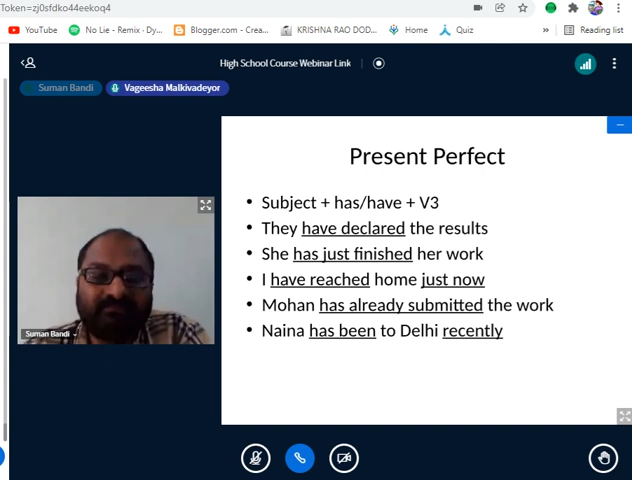 Token=zj0sfdko44eekoq4
YouTube
No Lie - Remix · Dy...
Blogger.com - Crea...
KRISHNA RAO DOD...
Home
Quiz
»
Reading list
High School Course Webinar Link
Suman Bandi
Vageesha Malkivadeyor
Present Perfect
• Subject + has/have + V3
• They have declared the results
• She has just finished her work
• I have reached home just now
• Mohan has already submitted the work
• Naina has been to Delhi recently
Suman Bandi